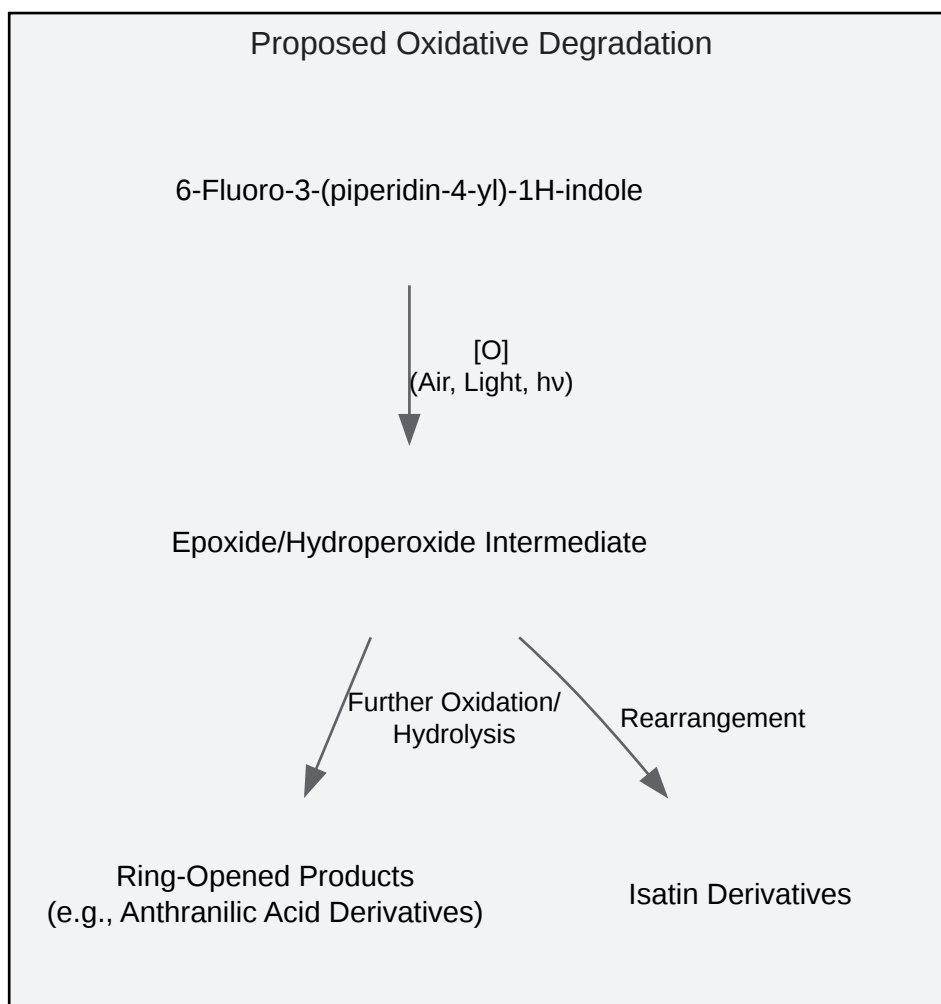 Proposed Oxidative Degradation
6-Fluoro-3-(piperidin-4-yl)-1H-indole
[O]
(Air, Light, hν)
Epoxide/Hydroperoxide Intermediate
Further Oxidation/
Hydrolysis
Rearrangement
Ring-Opened Products
(e.g., Anthranilic Acid Derivatives)
Isatin Derivatives